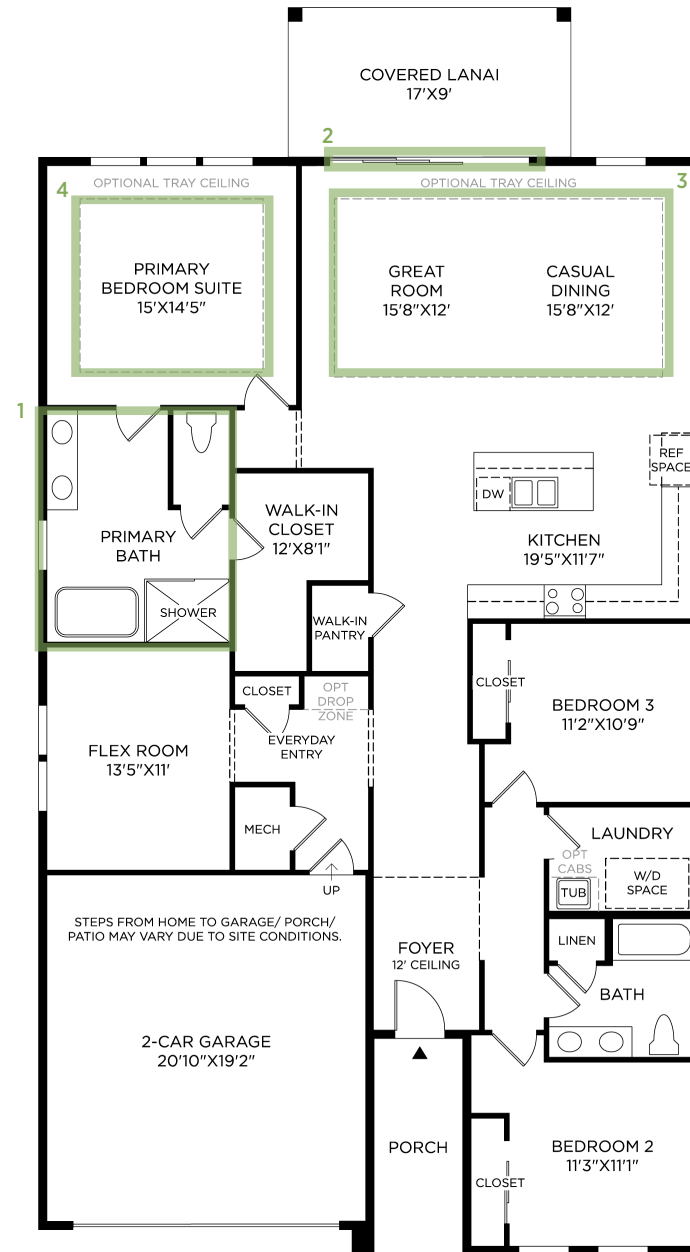 COVERED LANAI
17'X9'
2
4
OPTIONAL TRAY CEILING
OPTIONAL TRAY CEILING
3
PRIMARY
BEDROOM SUITE
15'X14'5"
GREAT
ROOM
15'8"X12'
CASUAL
DINING
15'8"X12'
1
REF
SPACE
DW
WALK-IN
CLOSET
12'X8'1"
PRIMARY
BATH
KITCHEN
19'5"X11'7"
SHOWER
WALK-IN
PANTRY
CLOSET
OPT
DROP
ZONE
CLOSET
BEDROOM 3
11'2"X10'9"
EVERYDAY
ENTRY
FLEX ROOM
13'5"X11'
MECH
LAUNDRY
OPT
CABS
W/D
SPACE
TUB
UP
STEPS FROM HOME TO GARAGE/ PORCH/
PATIO MAY VARY DUE TO SITE CONDITIONS.
FOYER
12' CEILING
LINEN
BATH
2-CAR GARAGE
20'10"X19'2"
PORCH
BEDROOM 2
11'3"X11'1"
CLOSET